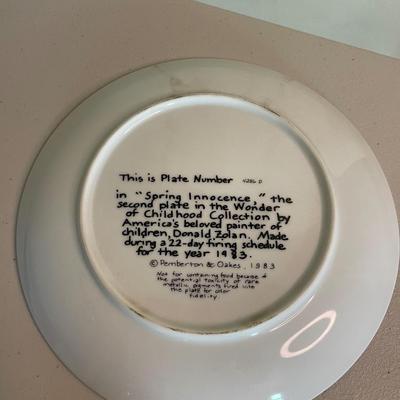 This is Plate Number 4286 D
in "Spring Innocence," the
second plate in the Wonder
of Childhood Collection by
America's beloved painter of
children, Donald Zolan. Made
during a 22-day firing schedule
for the year 1983.
© Pemberton & Oakes, 1983
Not for containing food because of
the potential toxicity of rare
metallic pigments fired into
the plate for color
fidelity.